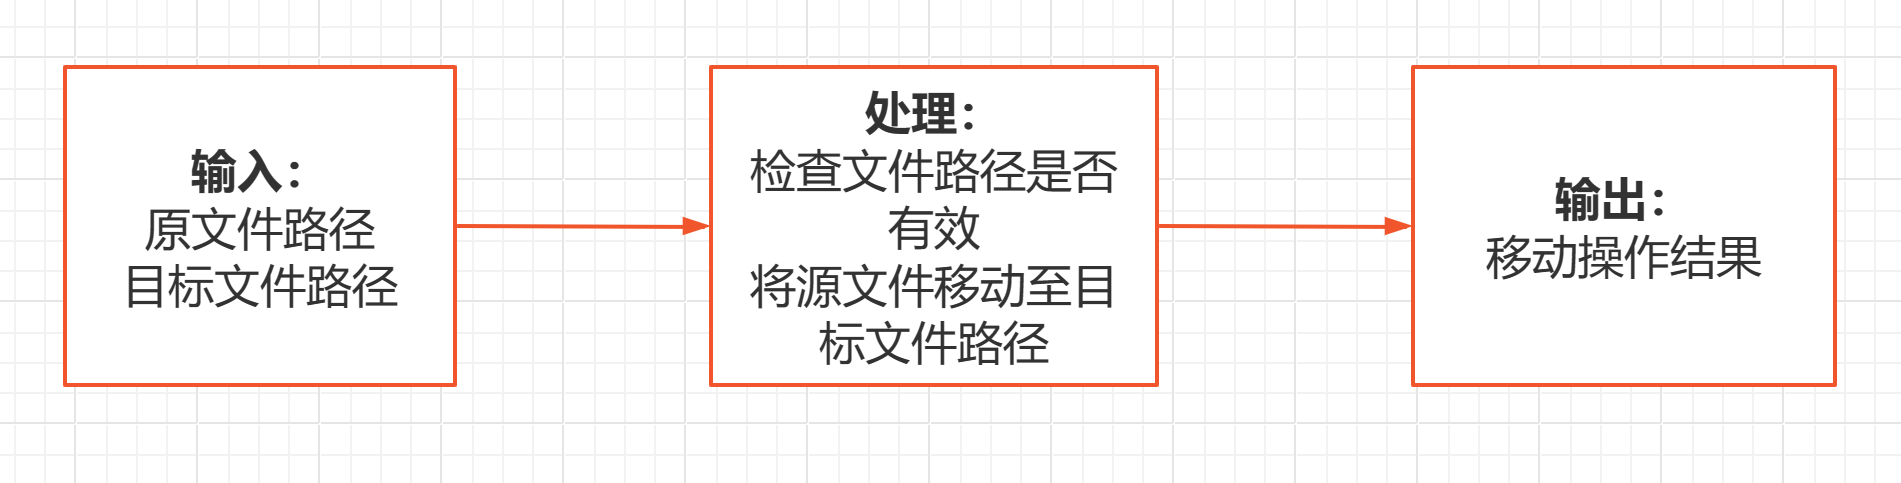 输入：
原文件路径
目标文件路径
处理：
检查文件路径是否
有效
将源文件移动至目
标文件路径
输出：
移动操作结果